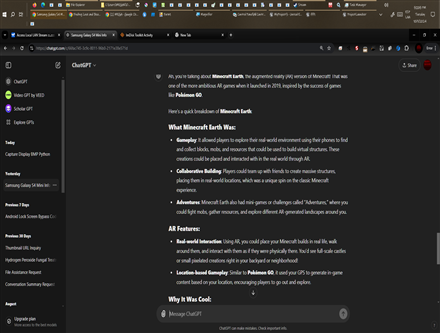 chatgpt.com
ChatGPT
Share
ChatGPT
Video GPT by VEED
Scholar GPT
Explore GPTs
Today
Capture Display BMP Python
Yesterday
Samsung Galaxy S4 Mini
Previous 7 Days
Android Lock Screen Bypass
Previous 30 Days
Thumbnail URL Inquiry
Hydrogen Peroxide Fungal
File Assistance Request
Conversation Summary Request
August
Upgrade plan
Ah, you're talking about Minecraft Earth, the augmented reality (AR) version of Minecraft! That was
one of the more ambitious AR games when it launched in 2019, inspired by the success of games
like Pokémon GO.
Here's a quick breakdown of Minecraft Earth:
What Minecraft Earth Was:
Gameplay: It allowed players to explore their real-world environment using their phones to find
and collect blocks, mobs, and resources that could be used to build virtual structures. These
creations could be placed and interacted with in the real world through AR.
Collaborative Building: Players could team up with friends to create massive structures,
placing them in real-world locations, which was a unique spin on the classic Minecraft
experience.
Adventures: Minecraft Earth also had mini-games or challenges called "Adventures," where you
could fight mobs, gather resources, and explore different AR-generated landscapes around you.
AR Features:
Real-world Interaction: Using AR, you could place your Minecraft builds in real life, walk
around them, and interact with them as if they were physically there. You'd see full-scale castles
or small pixelated creations right in your backyard or neighborhood!
Location-based Gameplay: Similar to Pokémon GO, it used your GPS to generate in-game
content based on your location, encouraging players to go out and explore.
Why It Was Cool:
Message ChatGPT
ChatGPT can make mistakes. Check important info.